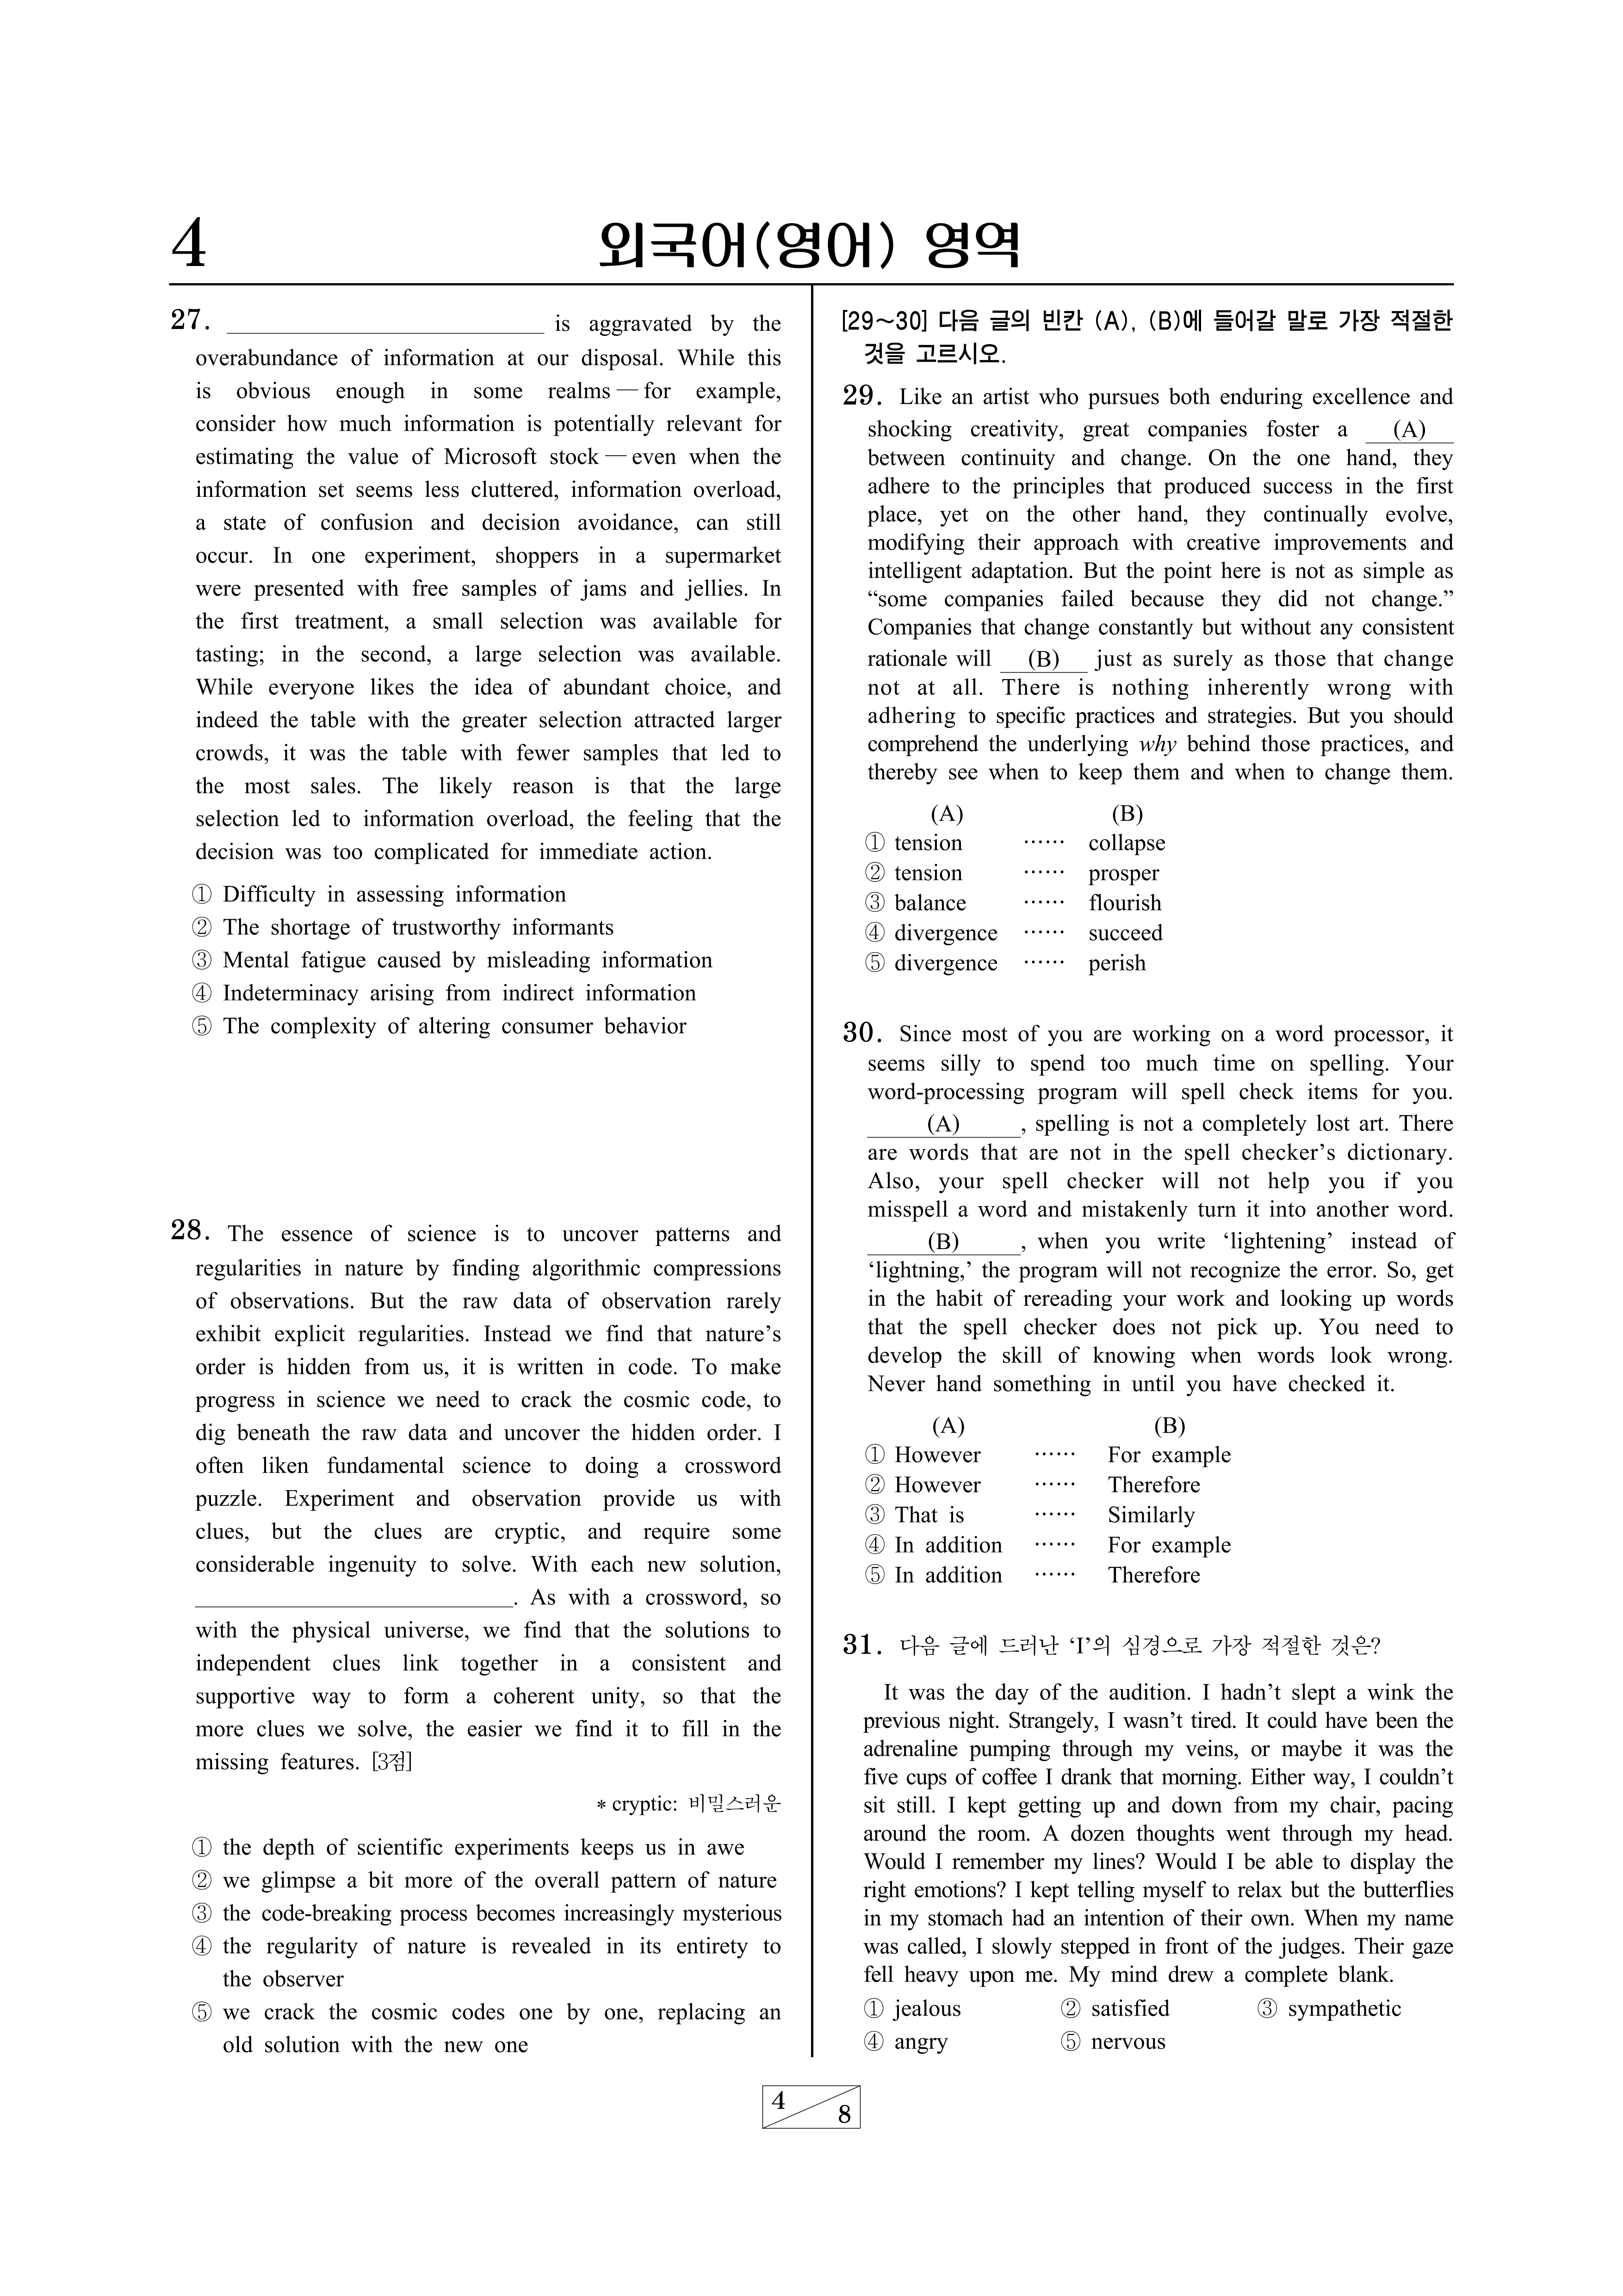 4
외국어(영어) 영역
27. ______________________ is aggravated by the
overabundance of information at our disposal. While this
is obvious enough in some realms — for example,
consider how much information is potentially relevant for
estimating the value of Microsoft stock — even when the
information set seems less cluttered, information overload,
a state of confusion and decision avoidance, can still
occur. In one experiment, shoppers in a supermarket
were presented with free samples of jams and jellies. In
the first treatment, a small selection was available for
tasting; in the second, a large selection was available.
While everyone likes the idea of abundant choice, and
indeed the table with the greater selection attracted larger
crowds, it was the table with fewer samples that led to
the most sales. The likely reason is that the large
selection led to information overload, the feeling that the
decision was too complicated for immediate action.
① Difficulty in assessing information
② The shortage of trustworthy informants
③ Mental fatigue caused by misleading information
④ Indeterminacy arising from indirect information
⑤ The complexity of altering consumer behavior
28. The essence of science is to uncover patterns and
regularities in nature by finding algorithmic compressions
of observations. But the raw data of observation rarely
exhibit explicit regularities. Instead we find that nature's
order is hidden from us, it is written in code. To make
progress in science we need to crack the cosmic code, to
dig beneath the raw data and uncover the hidden order. I
often liken fundamental science to doing a crossword
puzzle. Experiment and observation provide us with
clues, but the clues are cryptic, and require some
considerable ingenuity to solve. With each new solution,
______________________. As with a crossword, so
with the physical universe, we find that the solutions to
independent clues link together in a consistent and
supportive way to form a coherent unity, so that the
more clues we solve, the easier we find it to fill in the
missing features. [3점]
* cryptic: 비밀스러운
① the depth of scientific experiments keeps us in awe
② we glimpse a bit more of the overall pattern of nature
③ the code-breaking process becomes increasingly mysterious
④ the regularity of nature is revealed in its entirety to
the observer
⑤ we crack the cosmic codes one by one, replacing an
old solution with the new one
[29～30] 다음 글의 빈칸 (A), (B)에 들어갈 말로 가장 적절한
것을 고르시오.
29. Like an artist who pursues both enduring excellence and
shocking creativity, great companies foster a (A)
between continuity and change. On the one hand, they
adhere to the principles that produced success in the first
place, yet on the other hand, they continually evolve,
modifying their approach with creative improvements and
intelligent adaptation. But the point here is not as simple as
“some companies failed because they did not change.”
Companies that change constantly but without any consistent
rationale will (B) just as surely as those that change
not at all. There is nothing inherently wrong with
adhering to specific practices and strategies. But you should
comprehend the underlying why behind those practices, and
thereby see when to keep them and when to change them.
(A) (B)
① tension …… collapse
② tension …… prosper
③ balance …… flourish
④ divergence …… succeed
⑤ divergence …… perish
30. Since most of you are working on a word processor, it
seems silly to spend too much time on spelling. Your
word-processing program will spell check items for you.
(A) , spelling is not a completely lost art. There
are words that are not in the spell checker's dictionary.
Also, your spell checker will not help you if you
misspell a word and mistakenly turn it into another word.
(B) , when you write ‘lightening’ instead of
‘lightning,’ the program will not recognize the error. So, get
in the habit of rereading your work and looking up words
that the spell checker does not pick up. You need to
develop the skill of knowing when words look wrong.
Never hand something in until you have checked it.
(A) (B)
① However …… For example
② However …… Therefore
③ That is …… Similarly
④ In addition …… For example
⑤ In addition …… Therefore
31. 다음 글에 드러난 ‘I’의 심경으로 가장 적절한 것은?
It was the day of the audition. I hadn't slept a wink the
previous night. Strangely, I wasn't tired. It could have been the
adrenaline pumping through my veins, or maybe it was the
five cups of coffee I drank that morning. Either way, I couldn't
sit still. I kept getting up and down from my chair, pacing
around the room. A dozen thoughts went through my head.
Would I remember my lines? Would I be able to display the
right emotions? I kept telling myself to relax but the butterflies
in my stomach had an intention of their own. When my name
was called, I slowly stepped in front of the judges. Their gaze
fell heavy upon me. My mind drew a complete blank.
① jealous ② satisfied ③ sympathetic
④ angry ⑤ nervous
4
8